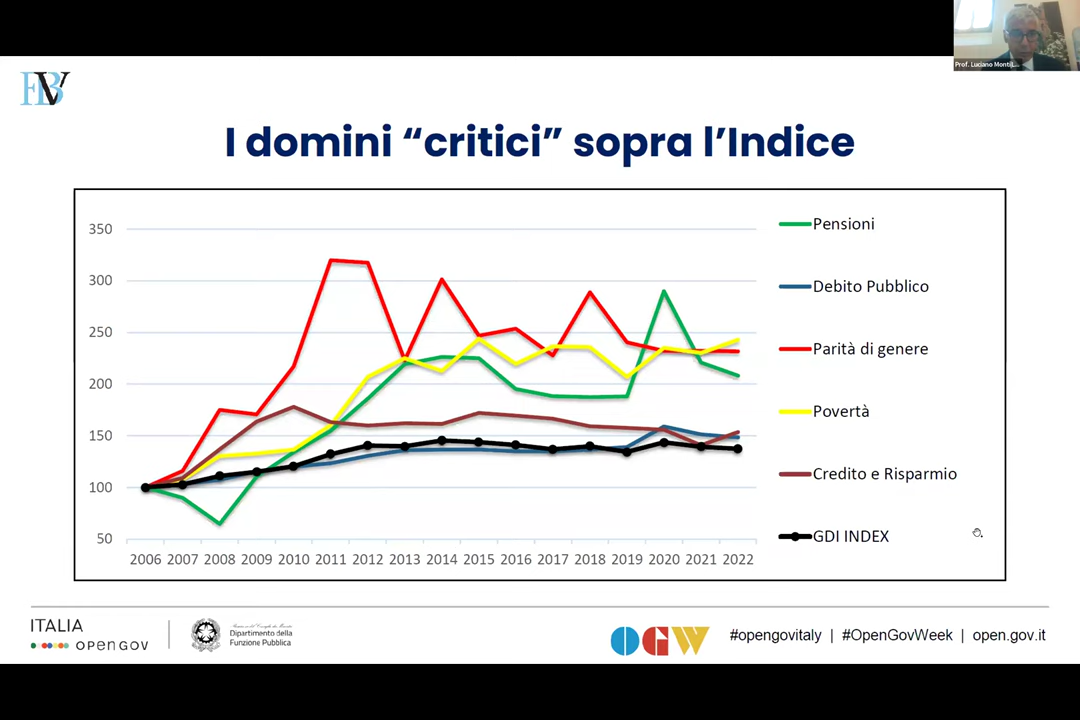 Prof. Luciano Monti
FBV
I domini “critici” sopra l’Indice
350
300
250
200
150
100
50
2006 2007 2008 2009 2010 2011 2012 2013 2014 2015 2016 2017 2018 2019 2020 2021 2022
Pensioni
Debito Pubblico
Parità di genere
Povertà
Credito e Risparmio
GDI INDEX
ITALIA
OPEN GOV
Dipartimento della
Funzione Pubblica
OGW
#opengovitaly | #OpenGovWeek | open.gov.it